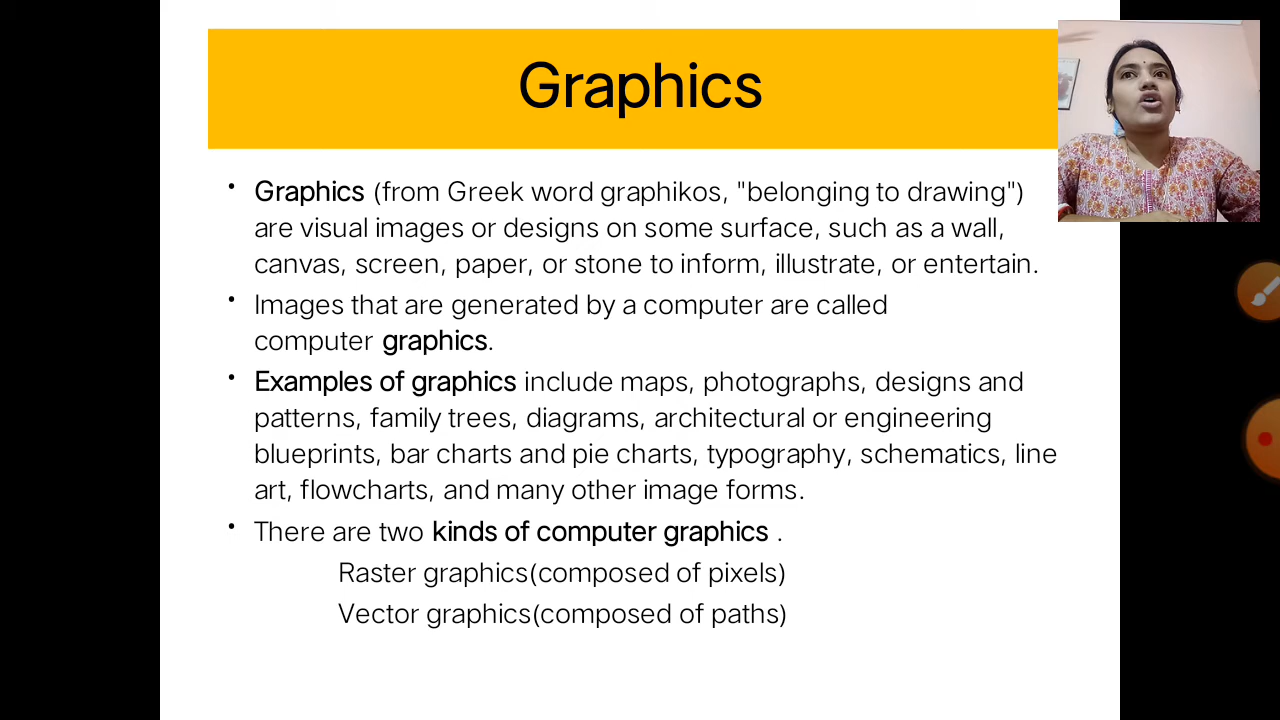 Graphics
• Graphics (from Greek word graphikos, "belonging to drawing")
are visual images or designs on some surface, such as a wall,
canvas, screen, paper, or stone to inform, illustrate, or entertain.
• Images that are generated by a computer are called
computer graphics.
• Examples of graphics include maps, photographs, designs and
patterns, family trees, diagrams, architectural or engineering
blueprints, bar charts and pie charts, typography, schematics, line
art, flowcharts, and many other image forms.
• There are two kinds of computer graphics .
Raster graphics(composed of pixels)
Vector graphics(composed of paths)